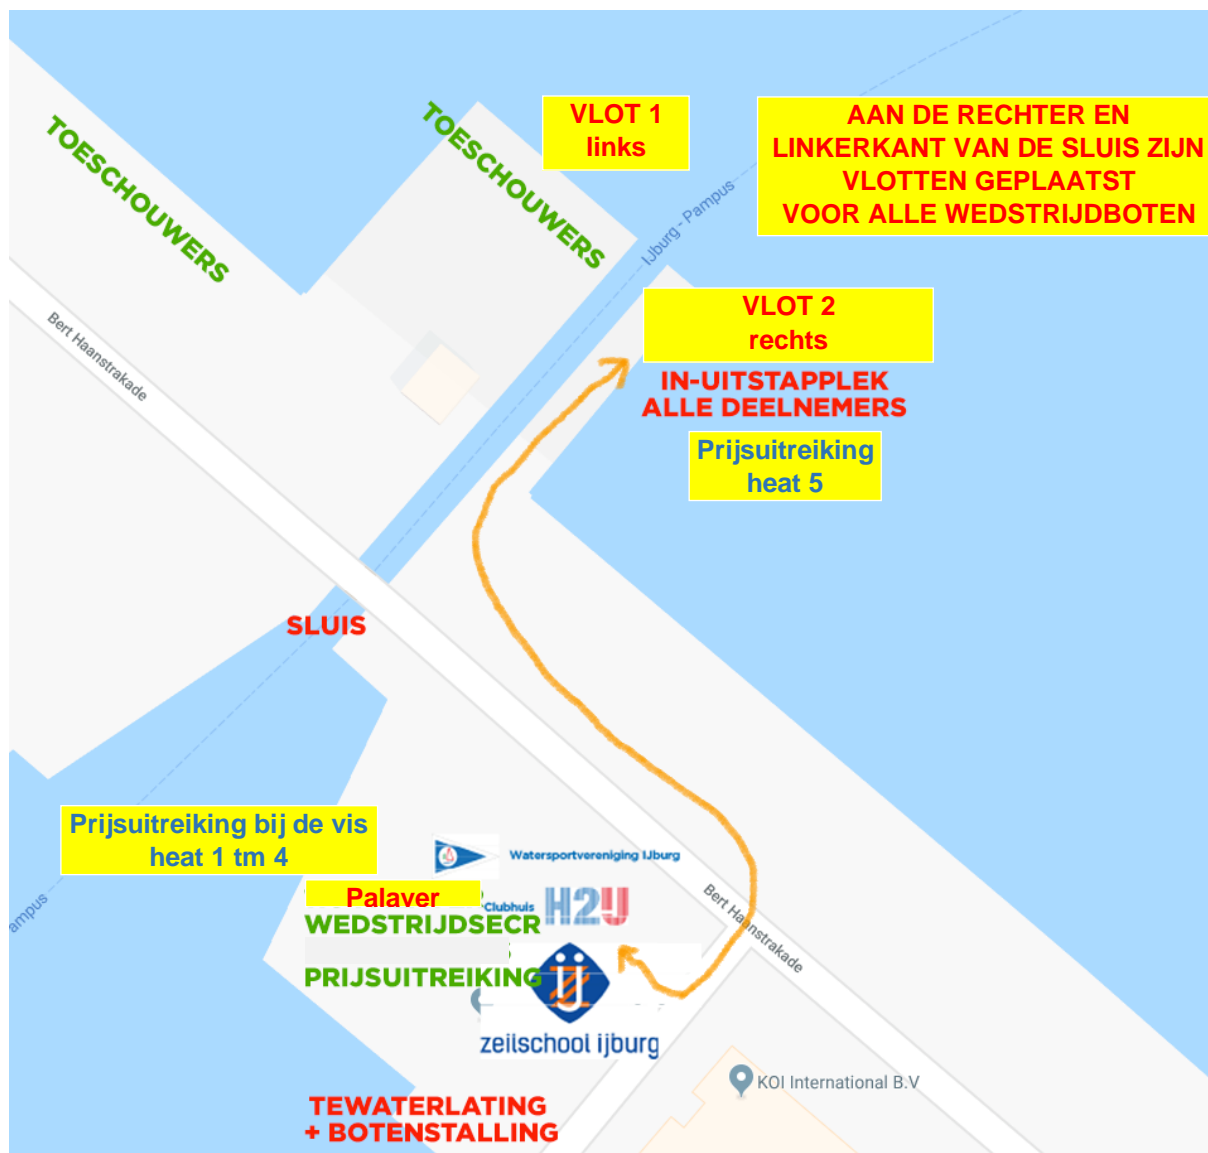 VLOT 1
links
AAN DE RECHTER EN
LINKERKANT VAN DE SLUIS ZIJN
VLOTTEN GEPLAATST
VOOR ALLE WEDSTRIJDBOTEN
TOESCHOUWERS
TOESCHOUWERS
IJburg - Pampus
VLOT 2
rechts
Bert Haanstrakade
IN-UITSTAPPLEK
ALLE DEELNEMERS
Prijsuitreiking
heat 5
SLUIS
Prijsuitreiking bij de vis
heat 1 tm 4
Watersportvereniging IJburg
Palaver
Clubhuis
H2U
WEDSTRIJDSECR
Bert Haanstrakade
ampus
PRIJSUITREIKING
IJ
zeilschool ijburg
KOI International B.V
TEWATERLATING
+ BOTENSTALLING